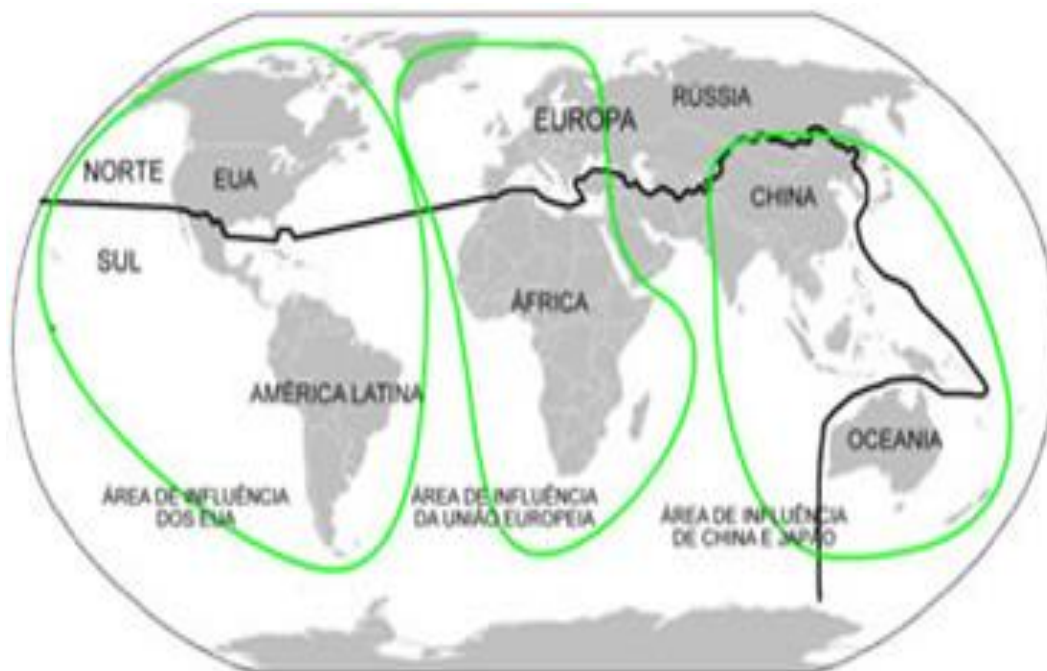 RÚSSIA
EUROPA
NORTE
EUA
CHINA
SUL
ÁFRICA
AMÉRICA LATINA
OCEANIA
ÁREA DE INFLUÊNCIA
DOS EUA
ÁREA DE INFLUÊNCIA
DA UNIÃO EUROPEIA
ÁREA DE INFLUÊNCIA
DE CHINA E JAPÃO